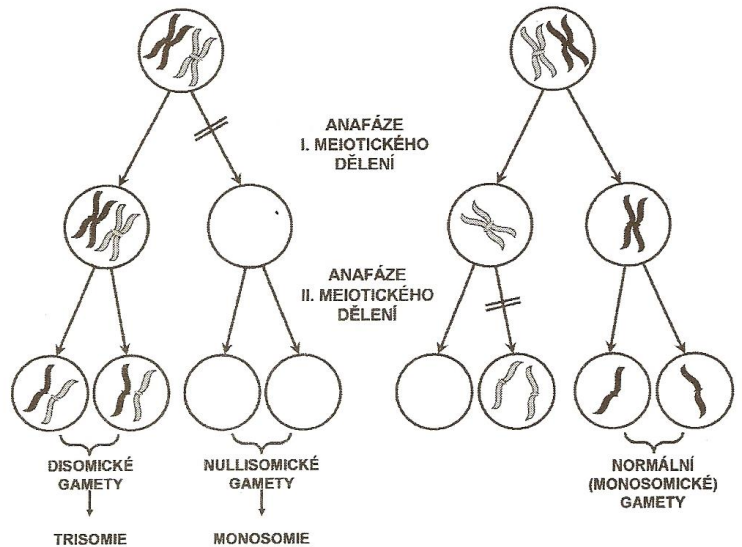 ANAFÁZE
I. MEIOTICKÉHO
DĚLENÍ
ANAFÁZE
II. MEIOTICKÉHO
DĚLENÍ
DISOMICKÉ
GAMETY
TRISOMIE
NULLISOMICKÉ
GAMETY
MONOSOMIE
NORMÁLNÍ
(MONOSOMICKÉ)
GAMETY